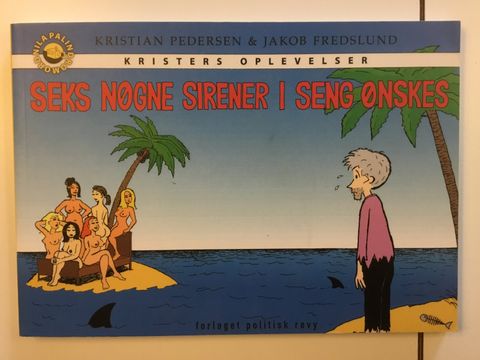 KRISTIAN PEDERSEN & JAKOB FREDSLUND
KRISTERS OPLEVELSER
SEKS NØGNE SIRENER I SENG ØNSKES
forlaget politisk revy